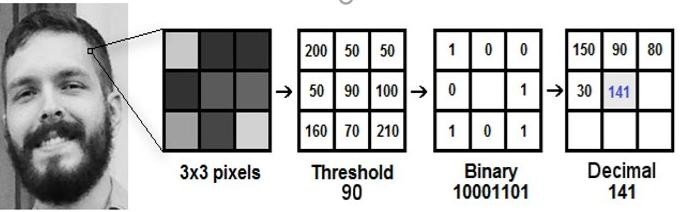 200 50 50
50 90 100
160 70 210
1 0 0
0 1
1 0 1
150 90 80
30 141
3x3 pixels
Threshold
90
Binary
10001101
Decimal
141